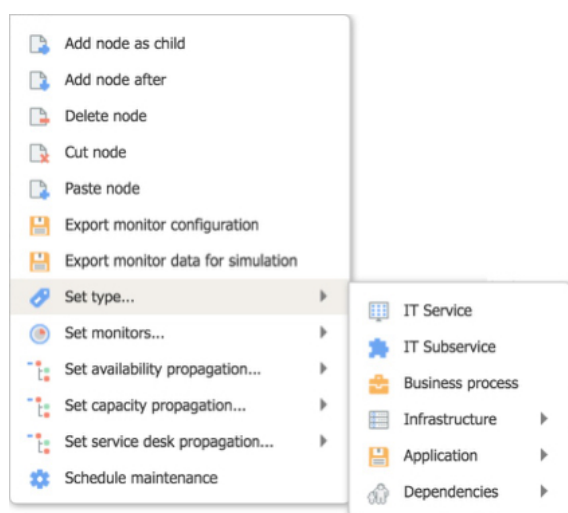 Add node as child
Add node after
Delete node
Cut node
Paste node
Export monitor configuration
Export monitor data for simulation
Set type...
Set monitors...
Set availability propagation...
Set capacity propagation...
Set service desk propagation...
Schedule maintenance
IT Service
IT Subservice
Business process
Infrastructure
Application
Dependencies